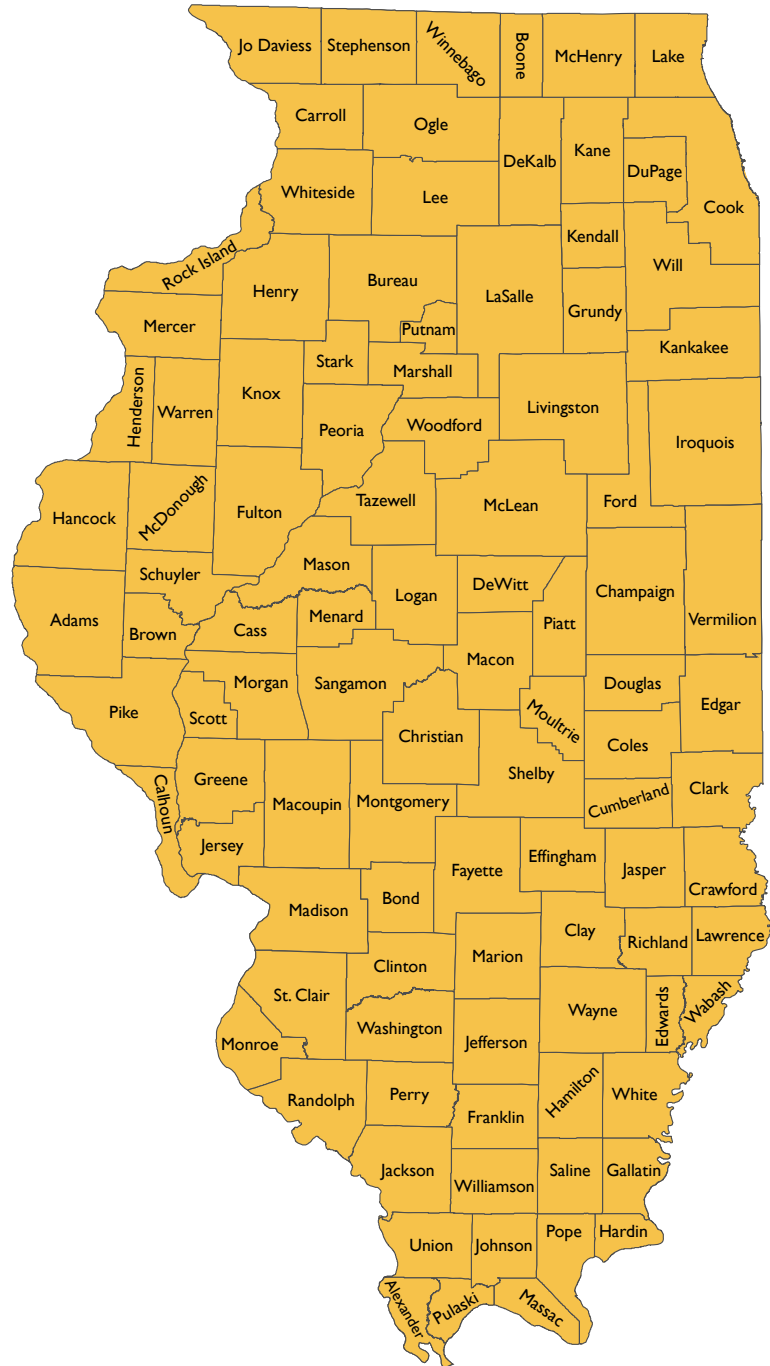 Jo Daviess
Stephenson
Winnebago
Boone
McHenry
Lake
Carroll
Ogle
DeKalb
Kane
DuPage
Cook
Whiteside
Lee
Kendall
Will
Rock Island
Henry
Bureau
LaSalle
Grundy
Mercer
Putnam
Kankakee
Stark
Marshall
Henderson
Warren
Knox
Peoria
Woodford
Livingston
Iroquois
Hancock
McDonough
Fulton
Tazewell
McLean
Ford
Schuyler
Mason
Logan
DeWitt
Piatt
Champaign
Vermilion
Adams
Brown
Cass
Menard
Macon
Pike
Scott
Morgan
Sangamon
Christian
Moultrie
Douglas
Edgar
Coles
Shelby
Calhoun
Greene
Macoupin
Montgomery
Cumberland
Clark
Jersey
Fayette
Effingham
Jasper
Crawford
Madison
Bond
Clay
Richland
Lawrence
Marion
Clinton
St. Clair
Wayne
Edwards
Wabash
Washington
Monroe
Jefferson
Randolph
Perry
Hamilton
White
Franklin
Jackson
Williamson
Saline
Gallatin
Union
Johnson
Pope
Hardin
Alexander
Pulaski
Massac